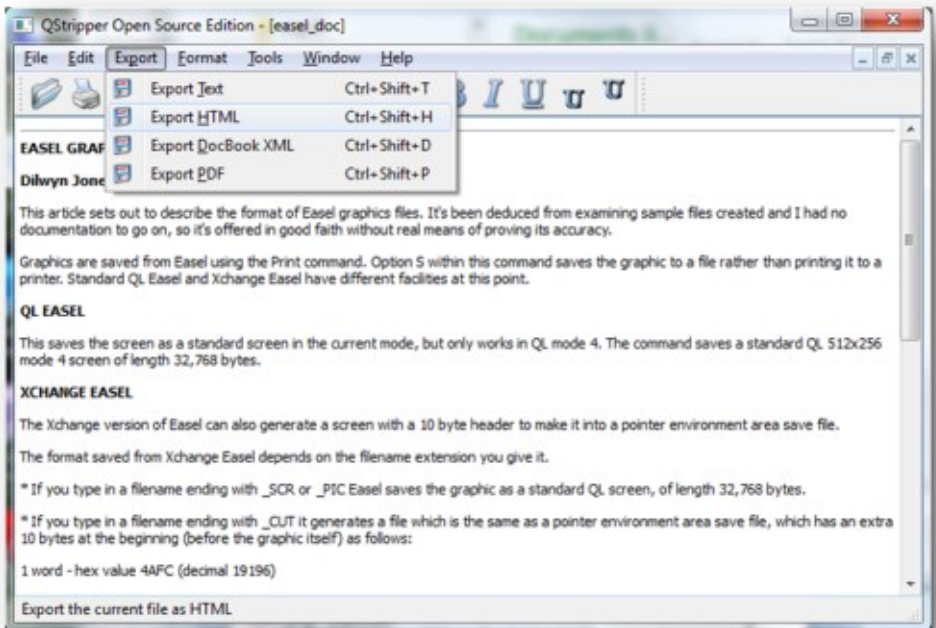 QStripper Open Source Edition - [easel_doc]
File Edit Export Format Tools Window Help
Export Text Ctrl+Shift+T
Export HTML Ctrl+Shift+H
Export DocBook XML Ctrl+Shift+D
Export PDF Ctrl+Shift+P
I U U U
EASEL
Dilwyn
This article sets out to describe the format of Easel graphics files. It's been deduced from examining sample files created and I had no
documentation to go on, so it's offered in good faith without real means of proving its accuracy.
Graphics are saved from Easel using the Print command. Option S within this command saves the graphic to a file rather than printing it to a
printer. Standard QL Easel and Xchange Easel have different facilities at this point.
QL EASEL
This saves the screen as a standard screen in the current mode, but only works in QL mode 4. The command saves a standard QL 512x256
mode 4 screen of length 32,768 bytes.
XCHANGE EASEL
The Xchange version of Easel can also generate a screen with a 10 byte header to make it into a pointer environment area save file.
The format saved from Xchange Easel depends on the filename extension you give it.
* If you type in a filename ending with _SCR or _PIC Easel saves the graphic as a standard QL screen, of length 32,768 bytes.
* If you type in a filename ending with _CUT it generates a file which is the same as a pointer environment area save file, which has an extra
10 bytes at the beginning (before the graphic itself) as follows:
1 word - hex value 4AFC (decimal 19196)
Export the current file as HTML